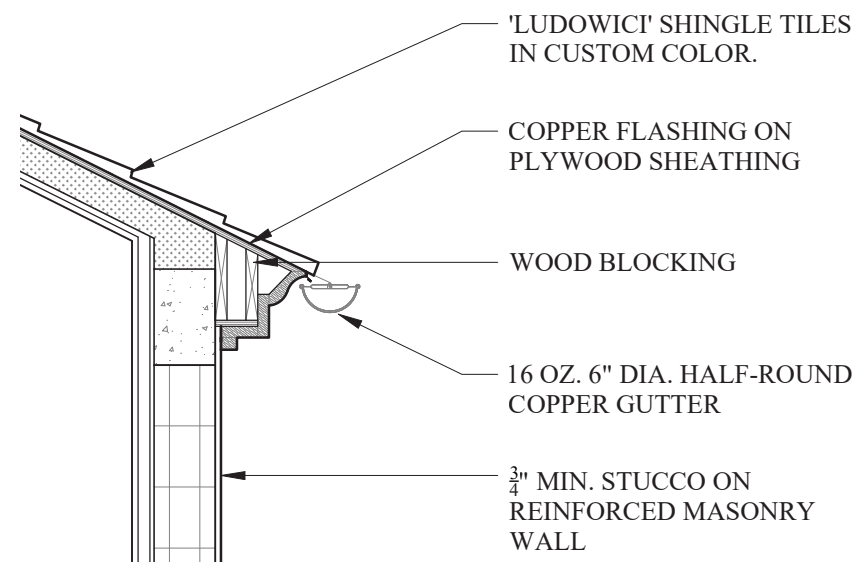 'LUDOWICI' SHINGLE TILES
IN CUSTOM COLOR.
COPPER FLASHING ON
PLYWOOD SHEATHING
WOOD BLOCKING
16 OZ. 6" DIA. HALF-ROUND
COPPER GUTTER
3/4" MIN. STUCCO ON
REINFORCED MASONRY
WALL